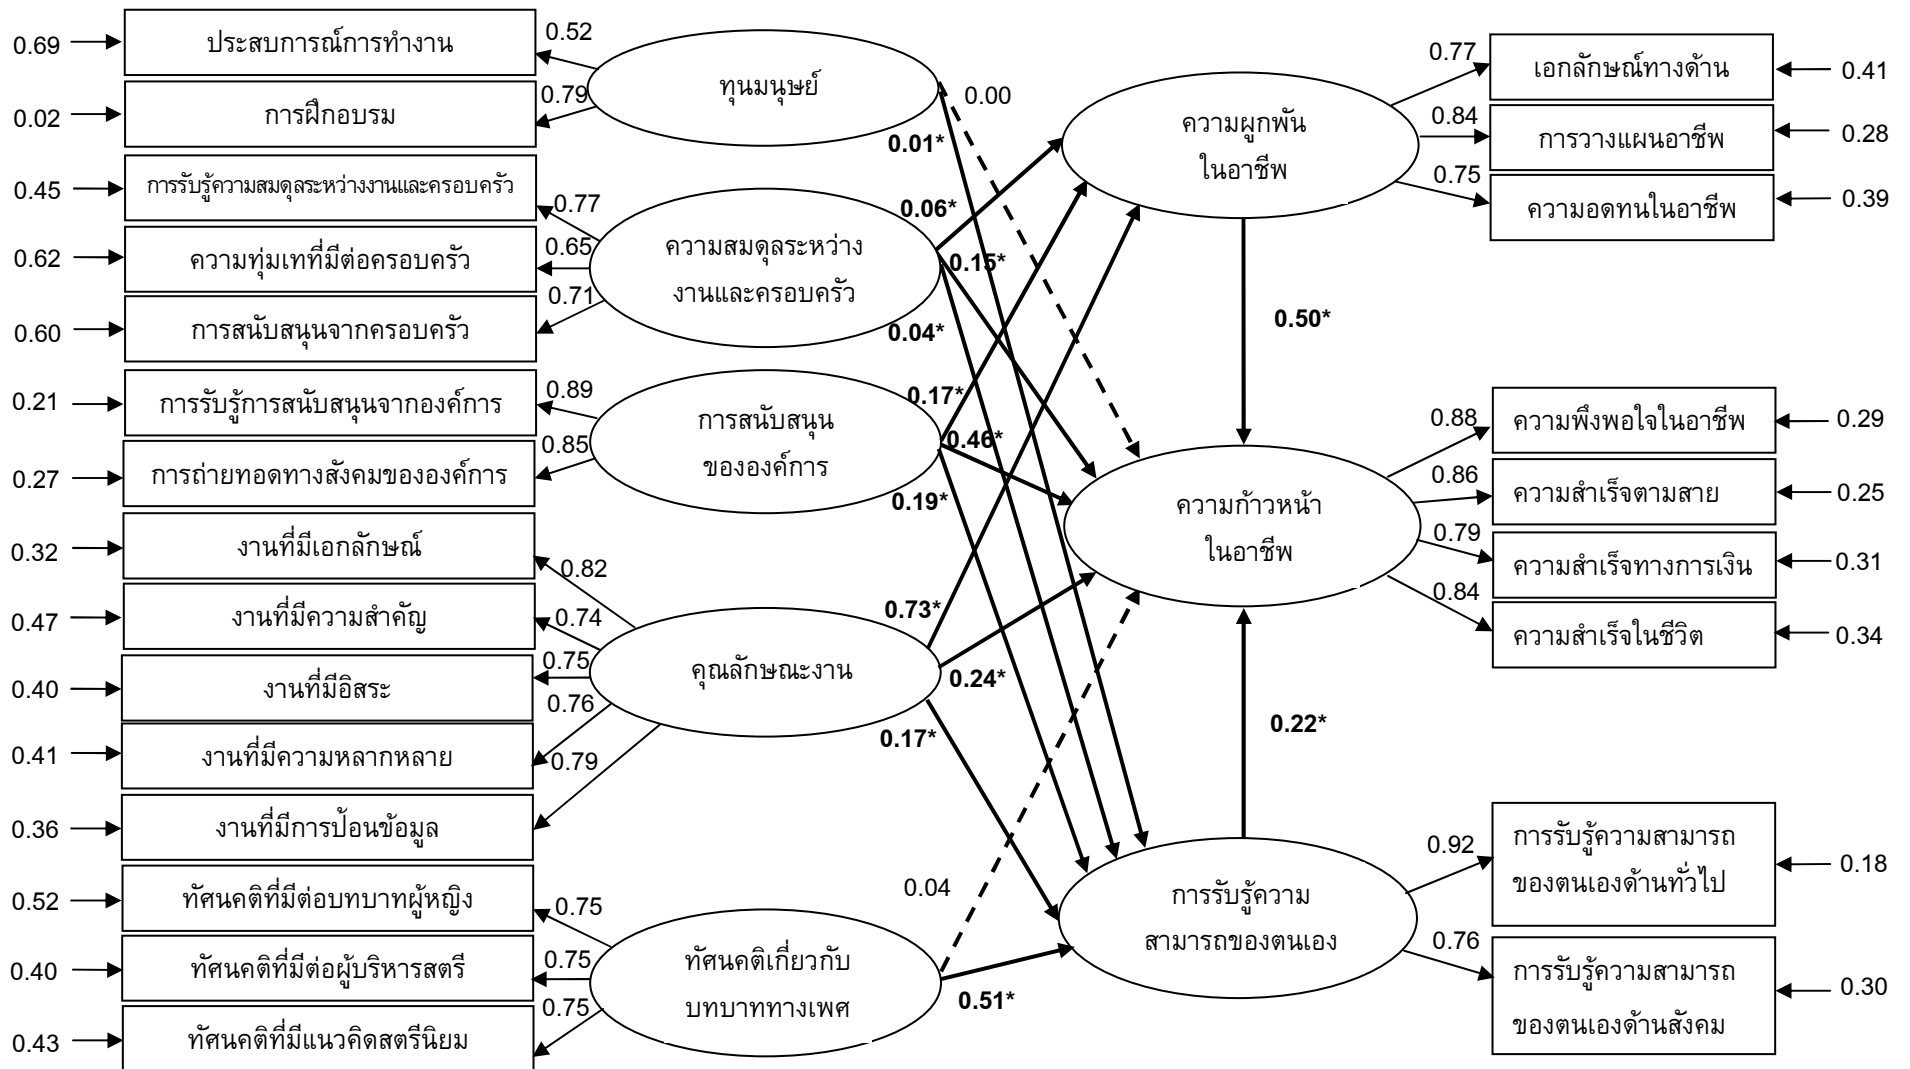 0.69
ประสบการณ์การทำงาน
0.52
0.02
การฝึกอบรม
0.79
0.45
การรับรู้ความสมดุลระหว่างงานและครอบครัว
0.77
0.62
ความทุ่มเทที่มีต่อครอบครัว
0.65
0.60
การสนับสนุนจากครอบครัว
0.71
0.21
การรับรู้การสนับสนุนจากองค์การ
0.89
0.27
การถ่ายทอดทางสังคมขององค์การ
0.85
0.32
งานที่มีเอกลักษณ์
0.82
0.47
งานที่มีความสำคัญ
0.74
0.40
งานที่มีอิสระ
0.75
0.41
งานที่มีความหลากหลาย
0.76
0.36
งานที่มีการป้อนข้อมูล
0.79
0.52
ทัศนคติที่มีต่อบทบาทผู้หญิง
0.75
0.40
ทัศนคติที่มีต่อผู้บริหารสตรี
0.75
0.43
ทัศนคติที่มีแนวคิดสตรีนิยม
0.75
ทุนมนุษย์
ความสมดุลระหว่าง
งานและครอบครัว
การสนับสนุน
ขององค์การ
คุณลักษณะงาน
ทัศนคติเกี่ยวกับ
บทบาททางเพศ
0.00
0.01*
0.06*
0.15*
0.04*
0.17*
0.46*
0.19*
0.73*
0.24*
0.17*
0.04
0.51*
ความผูกพัน
ในอาชีพ
0.50*
ความก้าวหน้า
ในอาชีพ
0.22*
การรับรู้ความ
สามารถของตนเอง
0.77
เอกลักษณ์ทางด้าน
0.41
0.84
การวางแผนอาชีพ
0.28
0.75
ความอดทนในอาชีพ
0.39
0.88
ความพึงพอใจในอาชีพ
0.29
0.86
ความสำเร็จตามสาย
0.25
0.79
ความสำเร็จทางการเงิน
0.31
0.84
ความสำเร็จในชีวิต
0.34
0.92
การรับรู้ความสามารถ
ของตนเองด้านทั่วไป
0.18
0.76
การรับรู้ความสามารถ
ของตนเองด้านสังคม
0.30